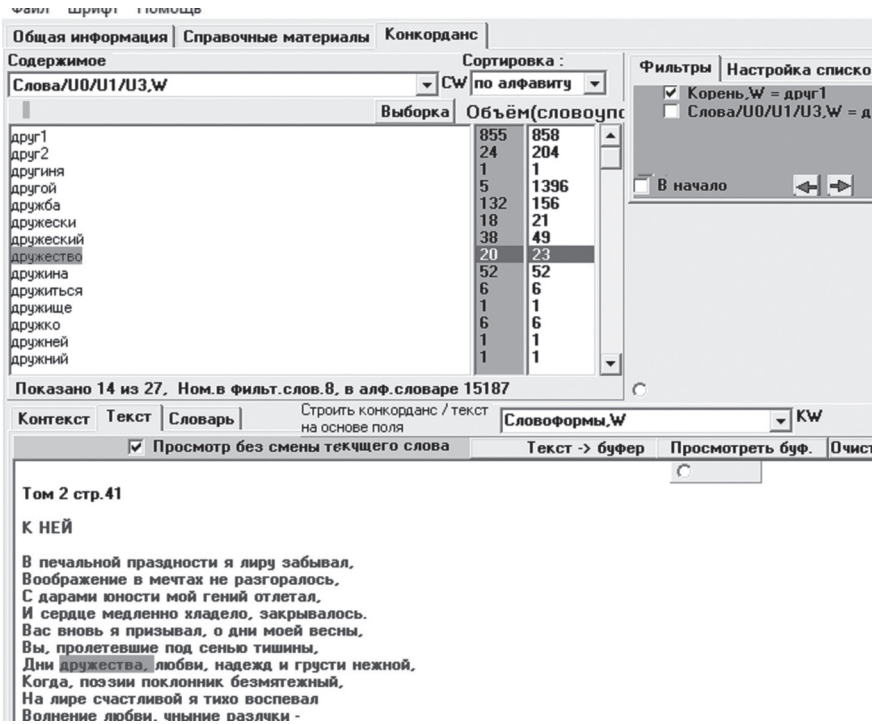 Файл Шрифт Помощь
Общая информация Справочные материалы Конкорданс
Содержимое Сортировка :
Слова/U0/U1/U3,W CW по алфавиту
Фильтры Настройка списко
Корень,W = друг1
Слова/U0/U1/U3,W = д
Выборка Объём(словоупо
друг1 855 858
друг2 24 204
другиня 1 1
другой 5 1396
дружба 132 156
дружески 18 21
дружеский 38 49
дружество 20 23
дружина 52 52
дружиться 6 6
дружище 1 1
дружко 6 6
дружней 1 1
дружний 1 1
В начало
Показано 14 из 27, Ном.в Фильт.слов.8, в алф.словаре 15187
Контекст Текст Словарь
Строить конкорданс / текст
на основе поля
Словоформы,W KW
Просмотр без смены текущего слова Текст -> буфер Просмотреть буф. Очист
Том 2 стр.41
К НЕЙ
В печальной праздности я лиру забывал,
Воображение в мечтах не разгоралось,
С дарами юности мой гений отлетал,
И сердце медленно хладело, закрывалось.
Вас вновь я призывал, о дни моей весны,
Вы, пролетевшие под сенью тишины,
Дни дружества, любви, надежд и грусти нежной,
Когда, поэзии поклонник безмятежный,
На лире счастливой я тихо воспевал
Волнение любви, уныние разлуки -